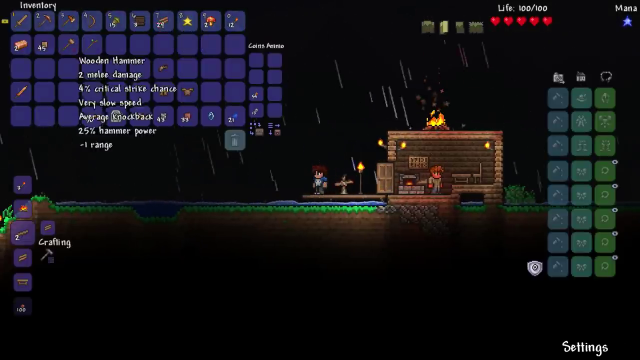 Inventory
Life: 100/100
Mana
Coins Ammo
Wooden Hammer
2 melee damage
4% critical strike chance
Very slow speed
Average knockback
25% hammer power
-1 range
Crafting
100
Settings